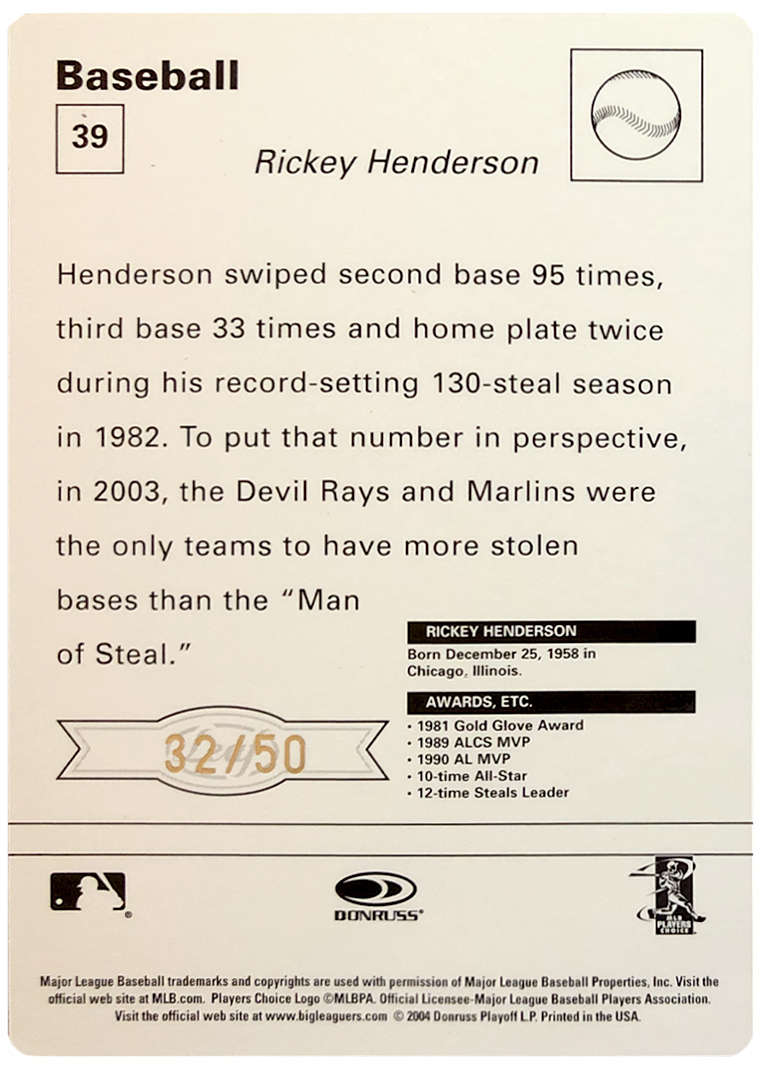 Baseball
39
Rickey Henderson
Henderson swiped second base 95 times,
third base 33 times and home plate twice
during his record-setting 130-steal season
in 1982. To put that number in perspective,
in 2003, the Devil Rays and Marlins were
the only teams to have more stolen
bases than the “Man
of Steal.”
RICKEY HENDERSON
Born December 25, 1958 in
Chicago, Illinois.
AWARDS, ETC.
• 1981 Gold Glove Award
• 1989 ALCS MVP
• 1990 AL MVP
• 10-time All-Star
• 12-time Steals Leader
Leaf
32/50
®
DONRUSS®
MLB
PLAYERS
CHOICE
Major League Baseball trademarks and copyrights are used with permission of Major League Baseball Properties, Inc. Visit the
official web site at MLB.com. Players Choice Logo ©MLBPA. Official Licensee-Major League Baseball Players Association.
Visit the official web site at www.bigleaguers.com © 2004 Donruss Playoff L.P. Printed in the USA.